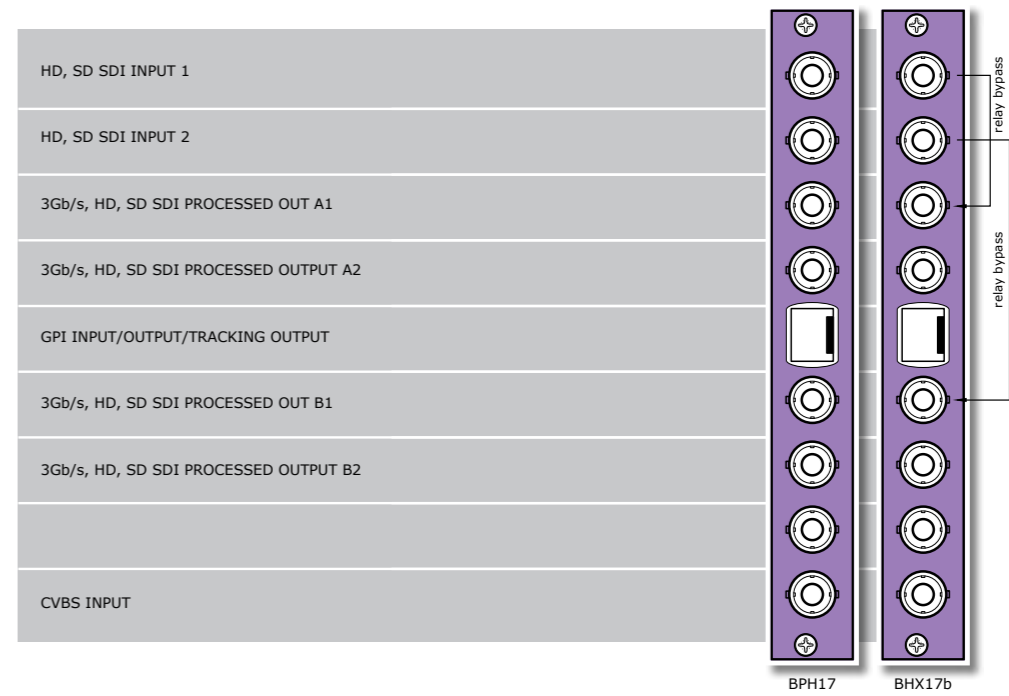 HD, SD SDI INPUT 1
HD, SD SDI INPUT 2
3Gb/s, HD, SD SDI PROCESSED OUT A1
3Gb/s, HD, SD SDI PROCESSED OUTPUT A2
GPI INPUT/OUTPUT/TRACKING OUTPUT
3Gb/s, HD, SD SDI PROCESSED OUT B1
3Gb/s, HD, SD SDI PROCESSED OUTPUT B2
CVBS INPUT
relay bypass
relay bypass
BPH17
BHX17b